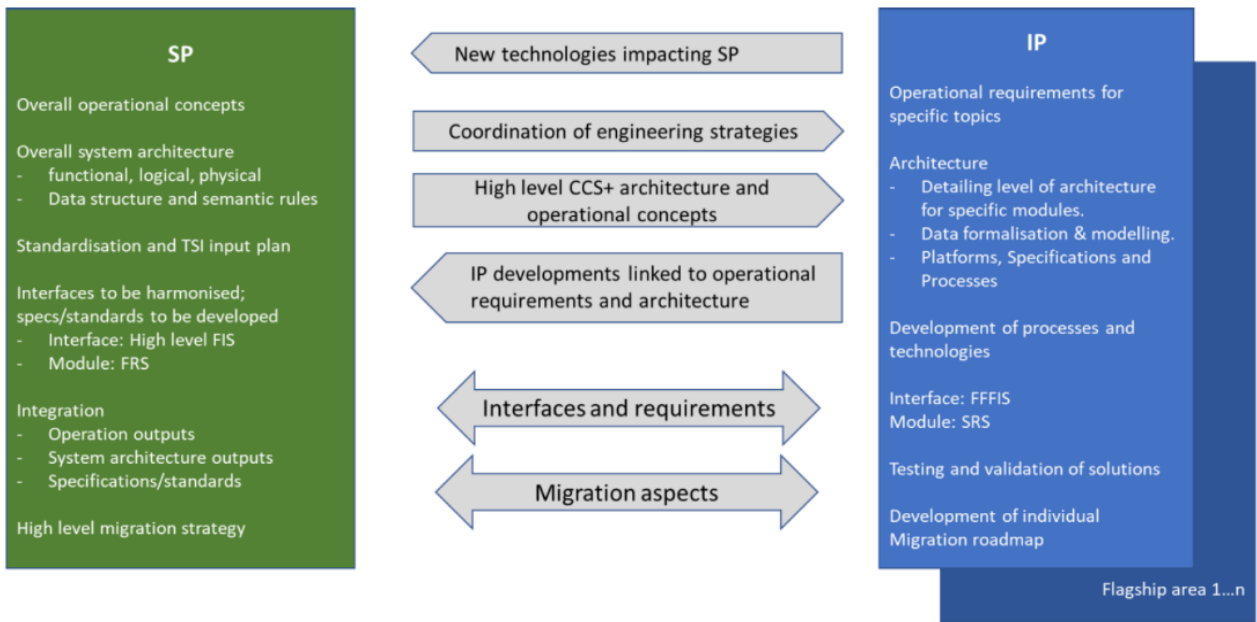 SP
Overall operational concepts
Overall system architecture
- functional, logical, physical
- Data structure and semantic rules
Standardisation and TSI input plan
Interfaces to be harmonised;
specs/standards to be developed
- Interface: High level FIS
- Module: FRS
Integration
- Operation outputs
- System architecture outputs
- Specifications/standards
High level migration strategy
New technologies impacting SP
Coordination of engineering strategies
High level CCS+ architecture and
operational concepts
IP developments linked to operational
requirements and architecture
Interfaces and requirements
Migration aspects
IP
Operational requirements for
specific topics
Architecture
- Detailing level of architecture
for specific modules.
- Data formalisation & modelling.
- Platforms, Specifications and
Processes
Development of processes and
technologies
Interface: FFFIS
Module: SRS
Testing and validation of solutions
Development of individual
Migration roadmap
Flagship area 1...n